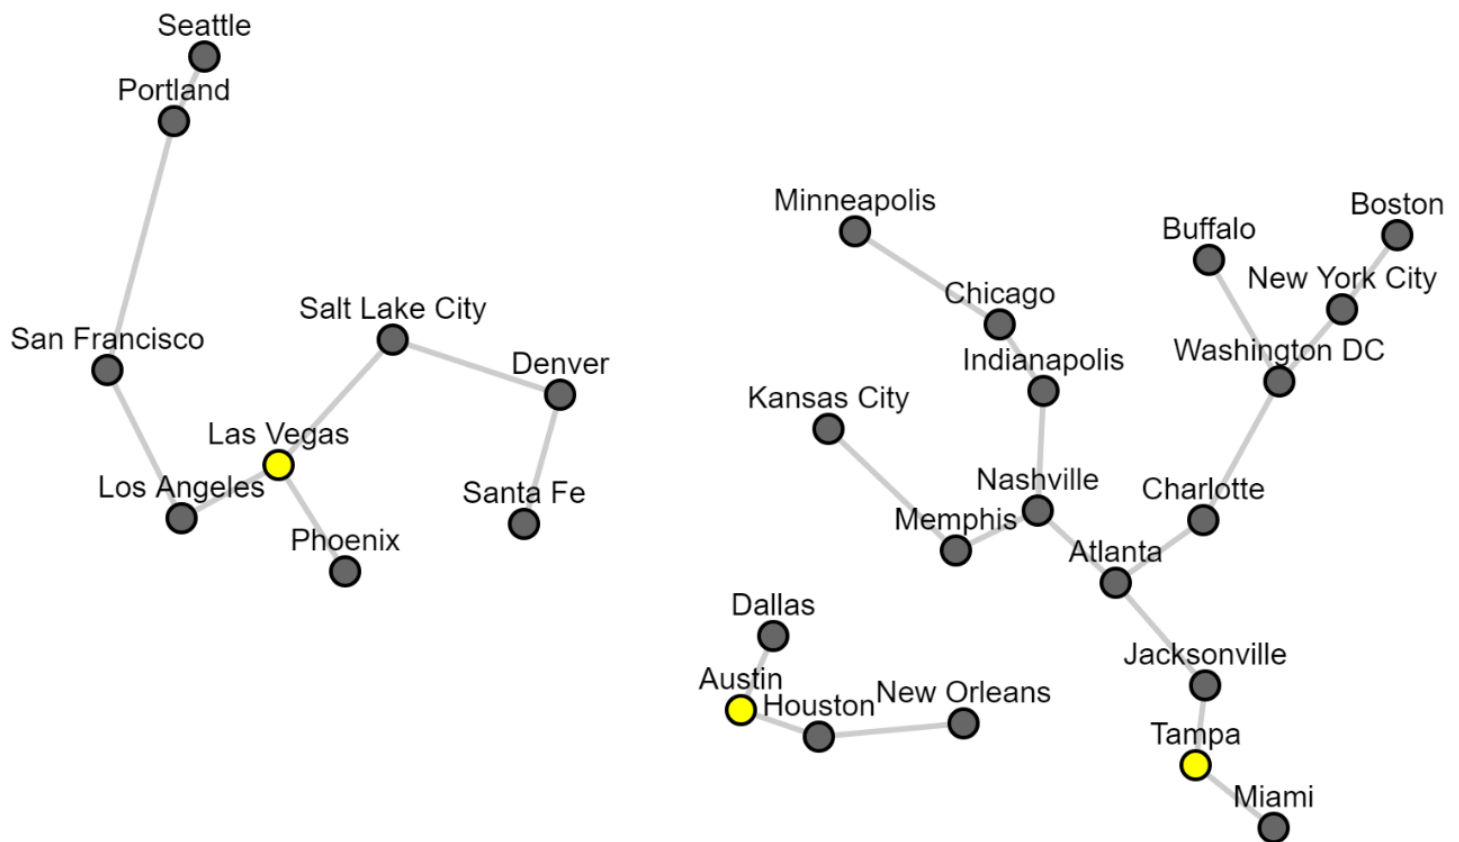 Seattle
Portland
Minneapolis
Boston
Buffalo
New York City
Chicago
Salt Lake City
San Francisco
Washington DC
Indianapolis
Denver
Kansas City
Las Vegas
Nashville
Los Angeles
Charlotte
Santa Fe
Memphis
Phoenix
Atlanta
Dallas
Jacksonville
Austin
New Orleans
Houston
Tampa
Miami